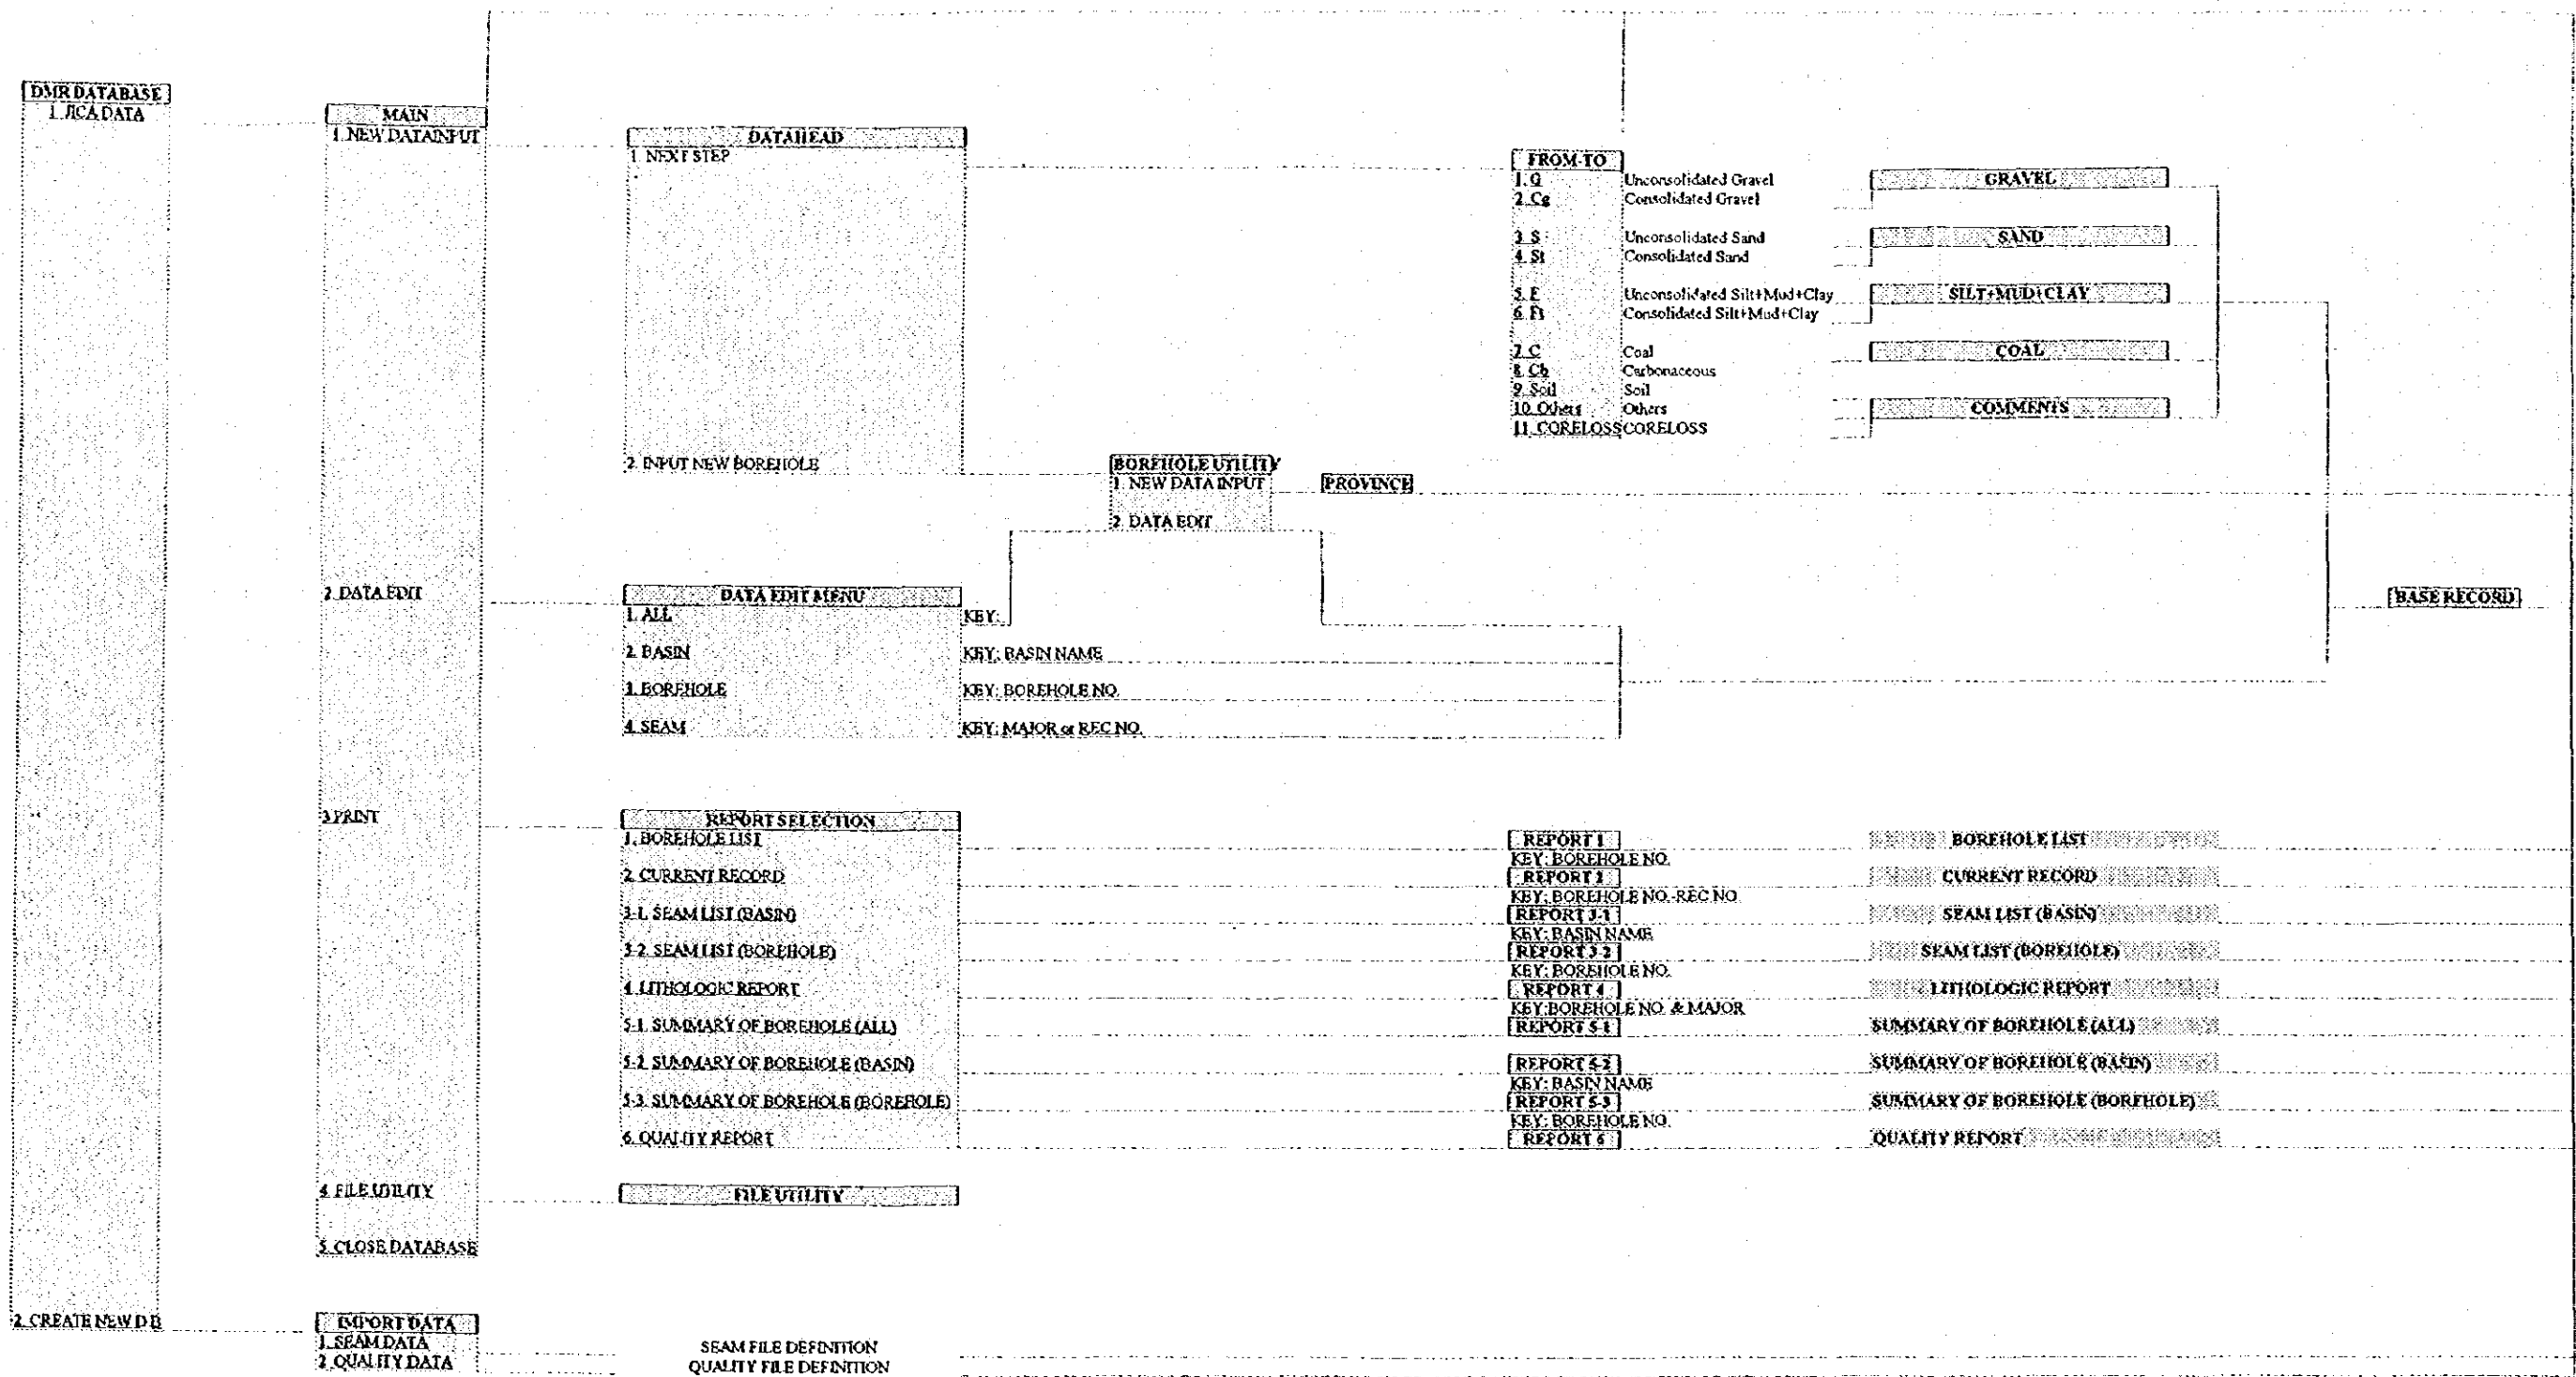 DMR DATABASE
1. JICA DATA
2. CREATE NEW D.B
MAIN
1. NEW DATA INPUT
2. DATA EDIT
3. PRINT
4. FILE UTILITY
5. CLOSE DATABASE
IMPORT DATA
1. SEAM DATA
2. QUALITY DATA
DATAHEAD
1. NEXT STEP
2. INPUT NEW BOREHOLE
BOREHOLE UTILITY
1. NEW DATA INPUT
2. DATA EDIT
PROVINCE
FROM-TO
1. G Unconsolidated Gravel
2. Cg Consolidated Gravel
3. S Unconsolidated Sand
4. St Consolidated Sand
5. F Unconsolidated Silt+Mud+Clay
6. Ft Consolidated Silt+Mud+Clay
7. C Coal
8. Cb Carbonaceous
9. Soil Soil
10. Others Others
11. CORELOSS CORELOSS
GRAVEL
SAND
SILT+MUD+CLAY
COAL
COMMENTS
BASE RECORD
DATA EDIT MENU
1. ALL KEY:
2. BASIN KEY: BASIN NAME
3. BOREHOLE KEY: BOREHOLE NO.
4. SEAM KEY: MAJOR or REC NO.
REPORT SELECTION
1. BOREHOLE LIST
2. CURRENT RECORD
3-1. SEAM LIST (BASIN)
3-2. SEAM LIST (BOREHOLE)
4. LITHOLOGIC REPORT
5-1. SUMMARY OF BOREHOLE (ALL)
5-2. SUMMARY OF BOREHOLE (BASIN)
5-3. SUMMARY OF BOREHOLE (BOREHOLE)
6. QUALITY REPORT
REPORT 1
KEY: BOREHOLE NO.
REPORT 2
KEY: BOREHOLE NO.-REC NO
REPORT 3-1
KEY: BASIN NAME
REPORT 3-2
KEY: BOREHOLE NO.
REPORT 4
KEY:BOREHOLE NO. & MAJOR
REPORT 5-1
REPORT 5-2
KEY: BASIN NAME
REPORT 5-3
KEY: BOREHOLE NO.
REPORT 6
BOREHOLE LIST
CURRENT RECORD
SEAM LIST (BASIN)
SEAM LIST (BOREHOLE)
LITHOLOGIC REPORT
SUMMARY OF BOREHOLE (ALL)
SUMMARY OF BOREHOLE (BASIN)
SUMMARY OF BOREHOLE (BOREHOLE)
QUALITY REPORT
FILE UTILITY
SEAM FILE DEFINITION
QUALITY FILE DEFINITION